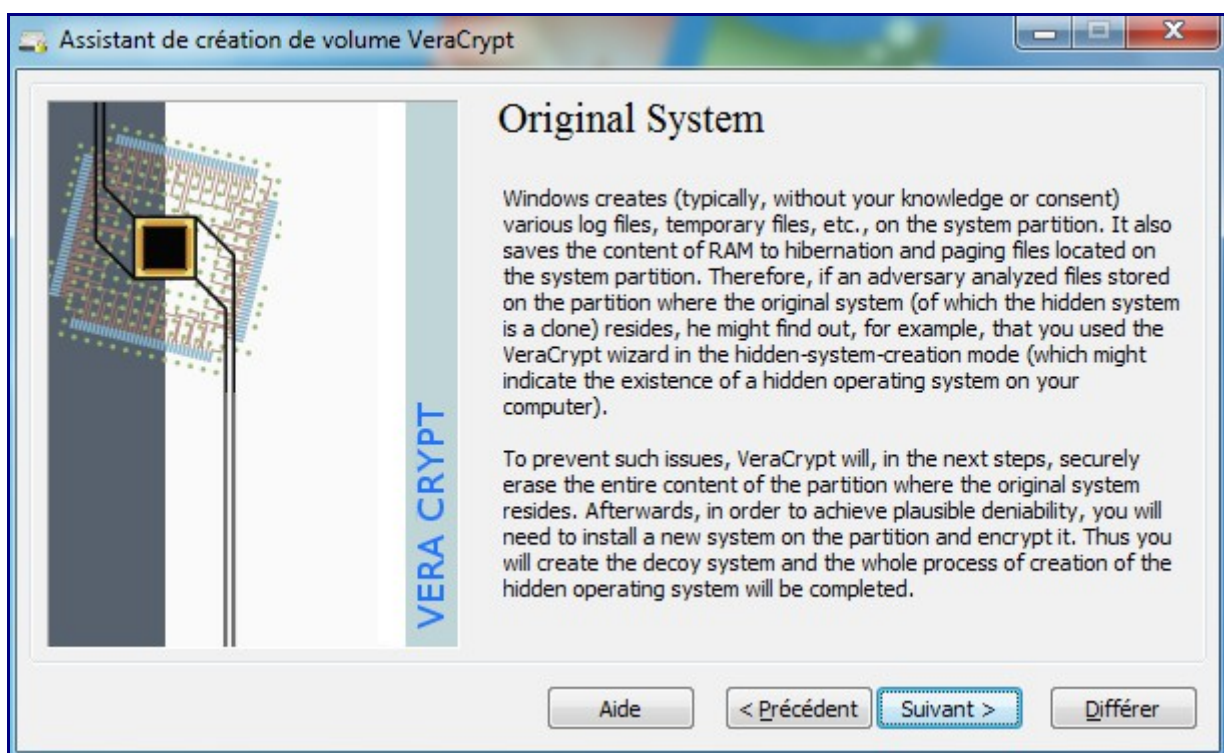 Assistant de création de volume VeraCrypt
Original System
Windows creates (typically, without your knowledge or consent)
various log files, temporary files, etc., on the system partition. It also
saves the content of RAM to hibernation and paging files located on
the system partition. Therefore, if an adversary analyzed files stored
on the partition where the original system (of which the hidden system
is a clone) resides, he might find out, for example, that you used the
VeraCrypt wizard in the hidden-system-creation mode (which might
indicate the existence of a hidden operating system on your
computer).
To prevent such issues, VeraCrypt will, in the next steps, securely
erase the entire content of the partition where the original system
resides. Afterwards, in order to achieve plausible deniability, you will
need to install a new system on the partition and encrypt it. Thus you
will create the decoy system and the whole process of creation of the
hidden operating system will be completed.
VERA CRYPT
Aide
< Précédent
Suivant >
Différer